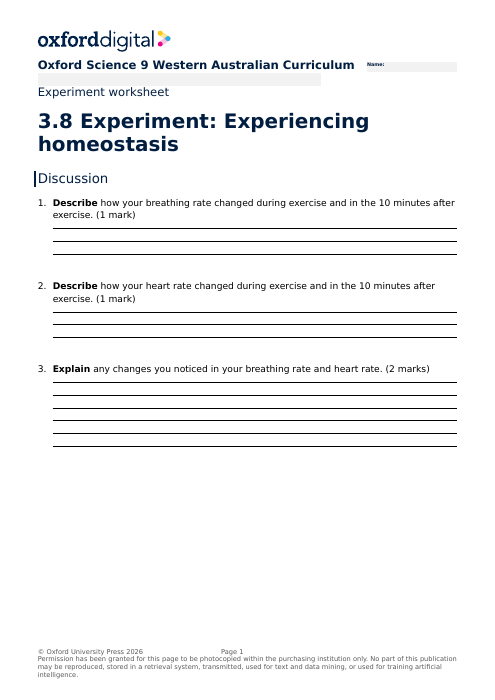 oxforddigital
Oxford Science 9 Western Australian Curriculum
Name:
Experiment worksheet
3.8 Experiment: Experiencing
homeostasis
Discussion
1. Describe how your breathing rate changed during exercise and in the 10 minutes after
exercise. (1 mark)
2. Describe how your heart rate changed during exercise and in the 10 minutes after
exercise. (1 mark)
3. Explain any changes you noticed in your breathing rate and heart rate. (2 marks)
© Oxford University Press 2026 Page 1
Permission has been granted for this page to be photocopied within the purchasing institution only. No part of this publication
may be reproduced, stored in a retrieval system, transmitted, used for text and data mining, or used for training artificial
intelligence.